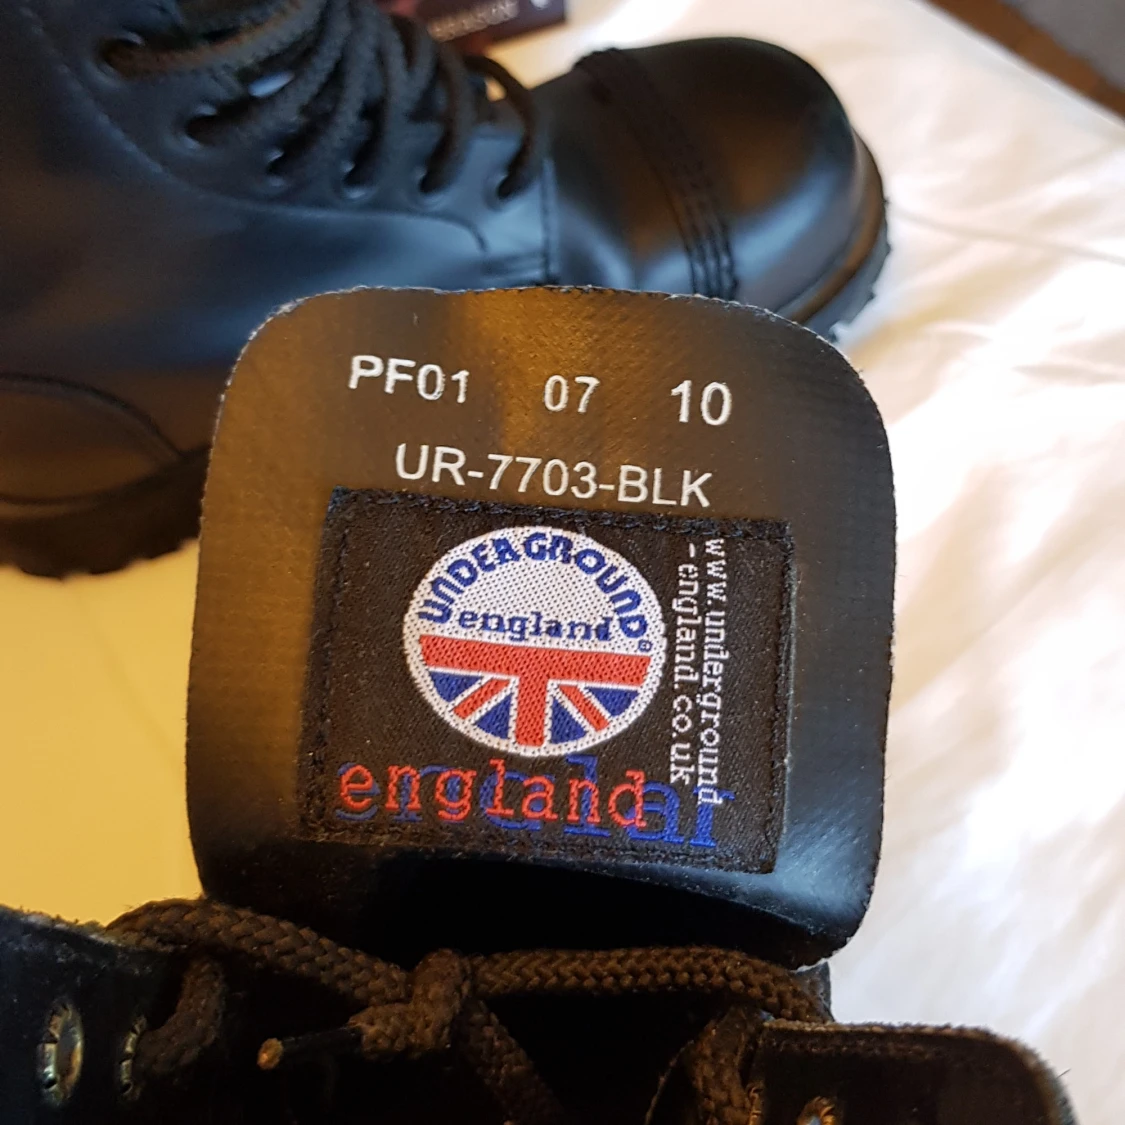 PF01 07 10
UR-7703-BLK
UNDERGROUND
england
www.underground
-england.co.uk
england